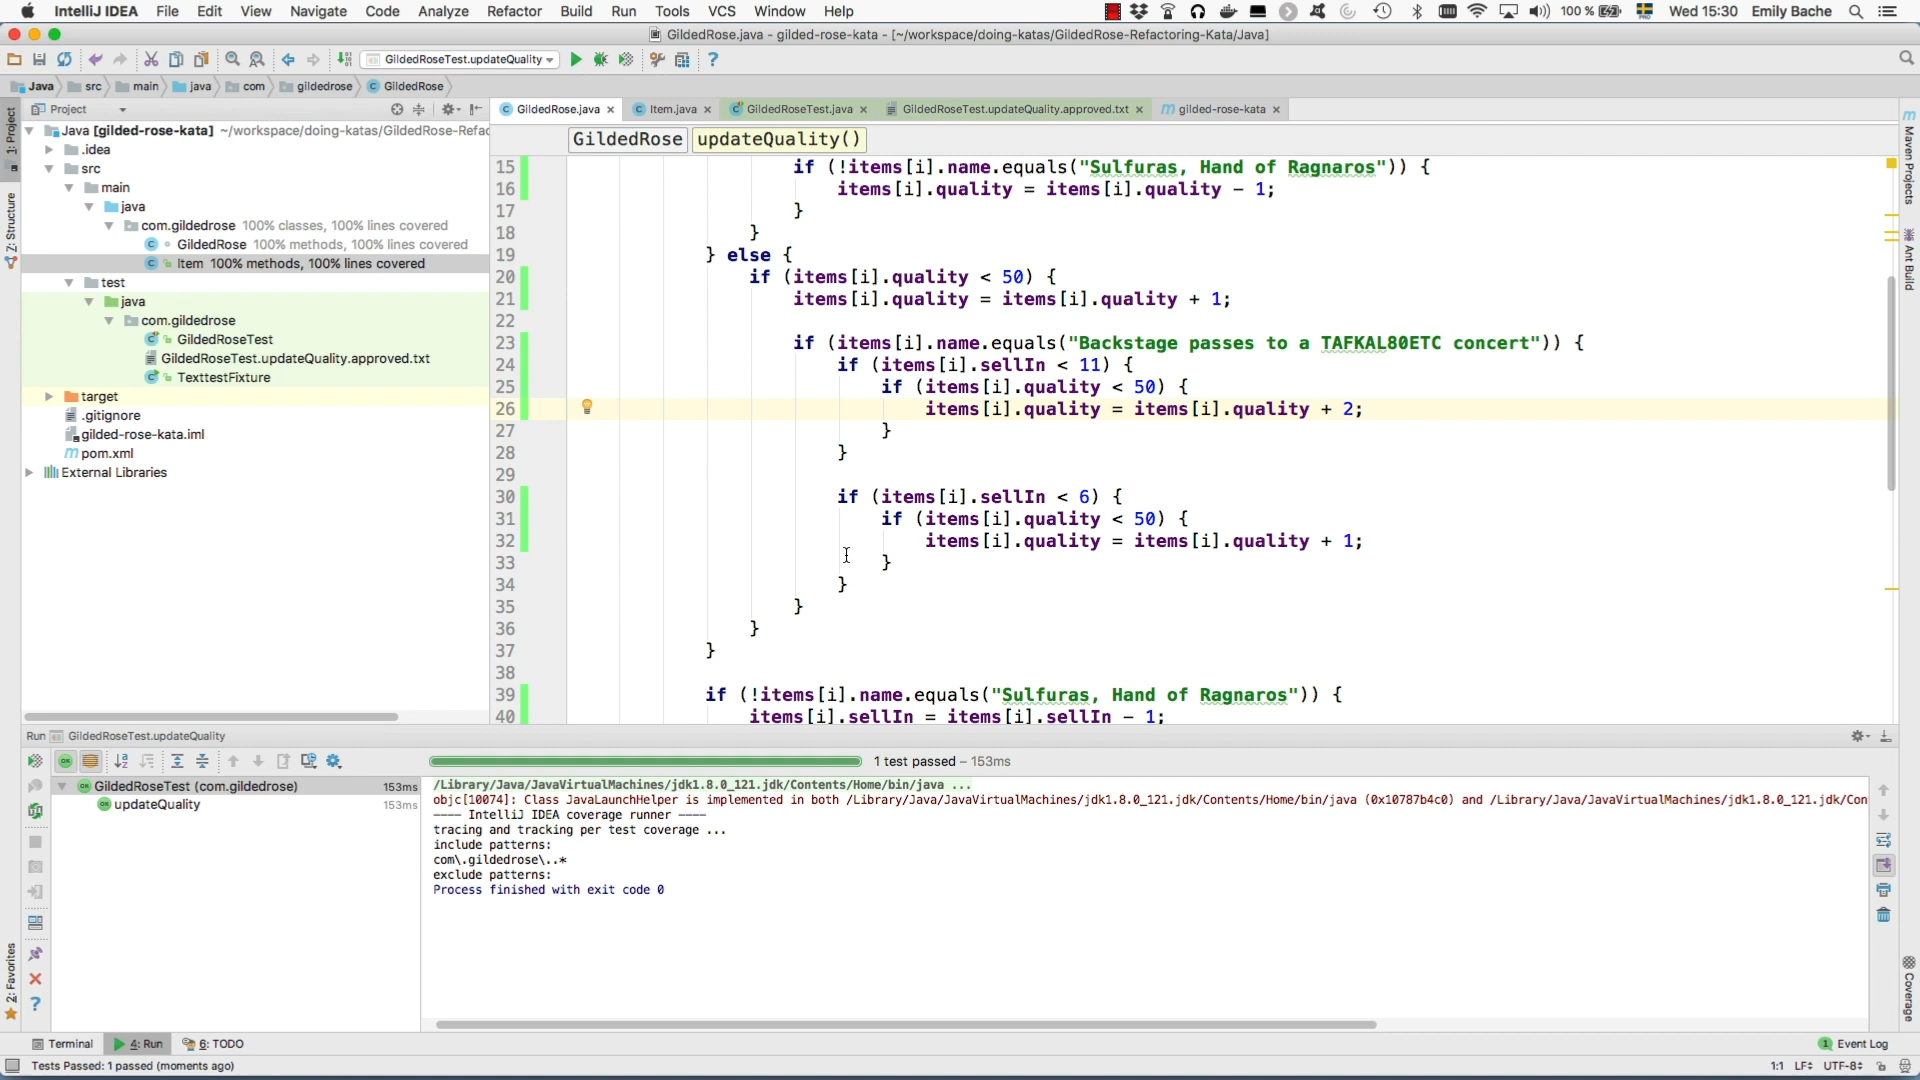 IntelliJ IDEA File Edit View Navigate Code Analyze Refactor Build Run Tools VCS Window Help 100 % Wed 15:30 Emily Bache
GildedRose.java - gilded-rose-kata - [~/workspace/doing-katas/GildedRose-Refactoring-Kata/Java]
GildedRoseTest.updateQuality
Java src main java com gildedrose GildedRose
Project
GildedRose.java Item.java GildedRoseTest.java GildedRoseTest.updateQuality.approved.txt gilded-rose-kata
GildedRose updateQuality()
1: Project
Z: Structure
2: Favorites
Java [gilded-rose-kata] ~/workspace/doing-katas/GildedRose-Refac
.idea
src
main
java
com.gildedrose 100% classes, 100% lines covered
GildedRose 100% methods, 100% lines covered
Item 100% methods, 100% lines covered
test
java
com.gildedrose
GildedRoseTest
GildedRoseTest.updateQuality.approved.txt
TexttestFixture
target
.gitignore
gilded-rose-kata.iml
pom.xml
External Libraries
15 if (!items[i].name.equals("Sulfuras, Hand of Ragnaros")) {
16 items[i].quality = items[i].quality - 1;
17 }
18 }
19 } else {
20 if (items[i].quality < 50) {
21 items[i].quality = items[i].quality + 1;
22
23 if (items[i].name.equals("Backstage passes to a TAFKAL80ETC concert")) {
24 if (items[i].sellIn < 11) {
25 if (items[i].quality < 50) {
26 items[i].quality = items[i].quality + 2;
27 }
28 }
29
30 if (items[i].sellIn < 6) {
31 if (items[i].quality < 50) {
32 items[i].quality = items[i].quality + 1;
33 }
34 }
35 }
36 }
37 }
38
39 if (!items[i].name.equals("Sulfuras, Hand of Ragnaros")) {
40 items[i].sellIn = items[i].sellIn - 1;
Maven Projects
Ant Build
Coverage
Run GildedRoseTest.updateQuality
1 test passed – 153ms
GildedRoseTest (com.gildedrose) 153ms
updateQuality 153ms
/Library/Java/JavaVirtualMachines/jdk1.8.0_121.jdk/Contents/Home/bin/java ...
objc[10074]: Class JavaLaunchHelper is implemented in both /Library/Java/JavaVirtualMachines/jdk1.8.0_121.jdk/Contents/Home/bin/java (0x10787b4c0) and /Library/Java/JavaVirtualMachines/jdk1.8.0_121.jdk/Con
---- IntelliJ IDEA coverage runner ----
tracing and tracking per test coverage ...
include patterns:
com\.gildedrose\..*
exclude patterns:
Process finished with exit code 0
Terminal 4: Run 6: TODO 1 Event Log
Tests Passed: 1 passed (moments ago) 1:1 LF UTF-8